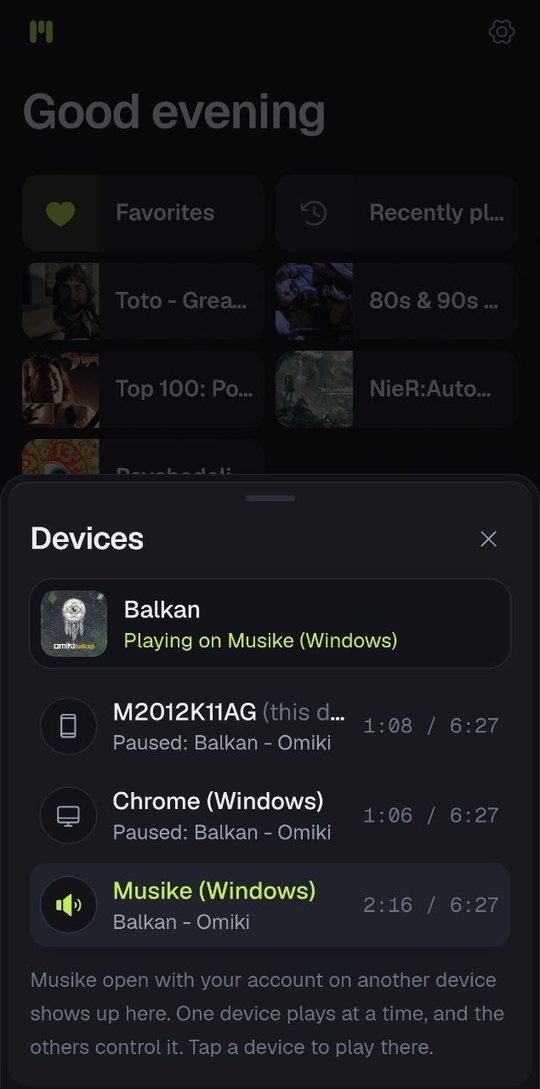 Good evening
Favorites
Recently pl...
Toto - Grea...
80s & 90s ...
Top 100: Po...
NieR:Auto...
Psychedeli...
Devices
Balkan
Playing on Musike (Windows)
M2012K11AG (this d...
1:08 / 6:27
Paused: Balkan - Omiki
Chrome (Windows)
1:06 / 6:27
Paused: Balkan - Omiki
Musike (Windows)
2:16 / 6:27
Balkan - Omiki
Musike open with your account on another device
shows up here. One device plays at a time, and the
others control it. Tap a device to play there.